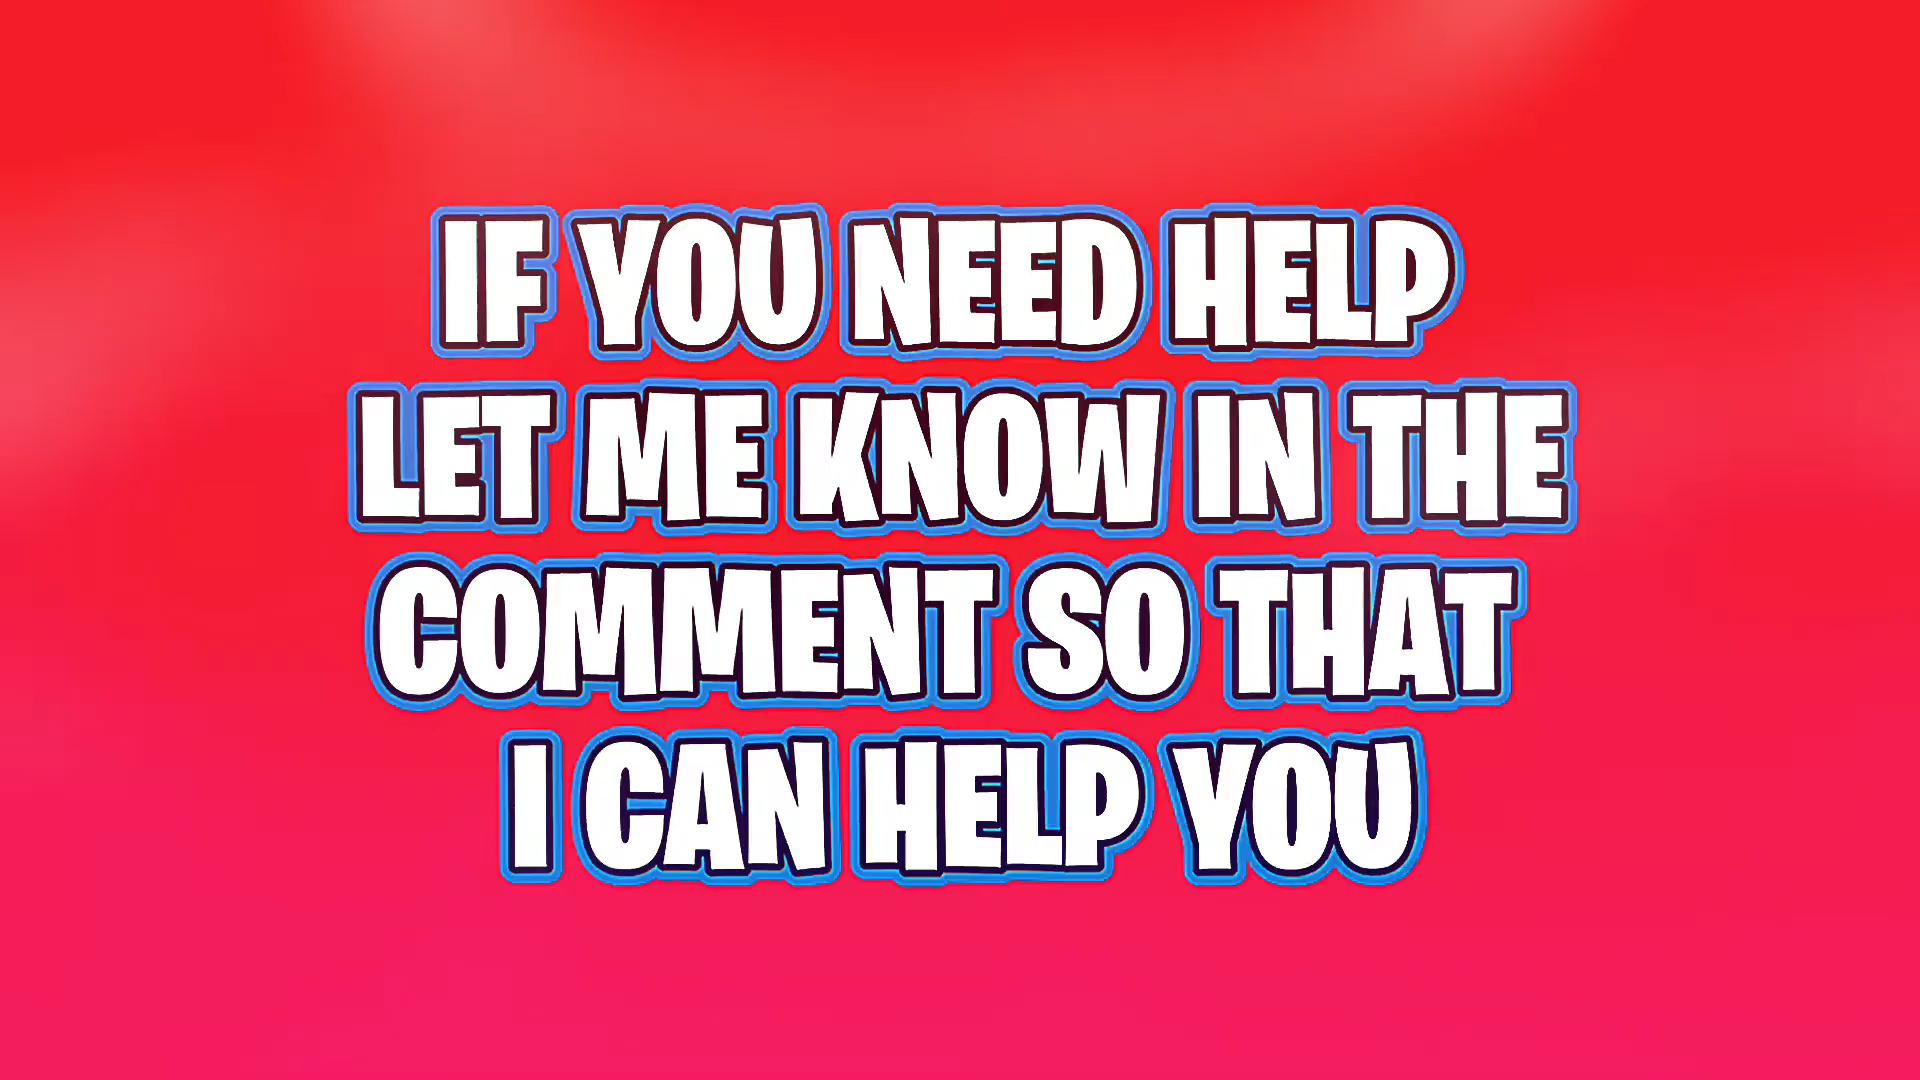 IF YOU NEED HELP
LET ME KNOW IN THE
COMMENT SO THAT
I CAN HELP YOU